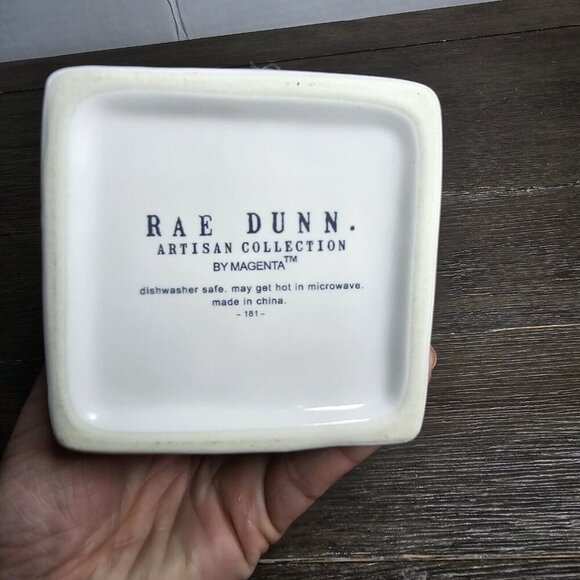 RAE DUNN.
ARTISAN COLLECTION
BY MAGENTA™
dishwasher safe. may get hot in microwave.
made in china.
- 181 -